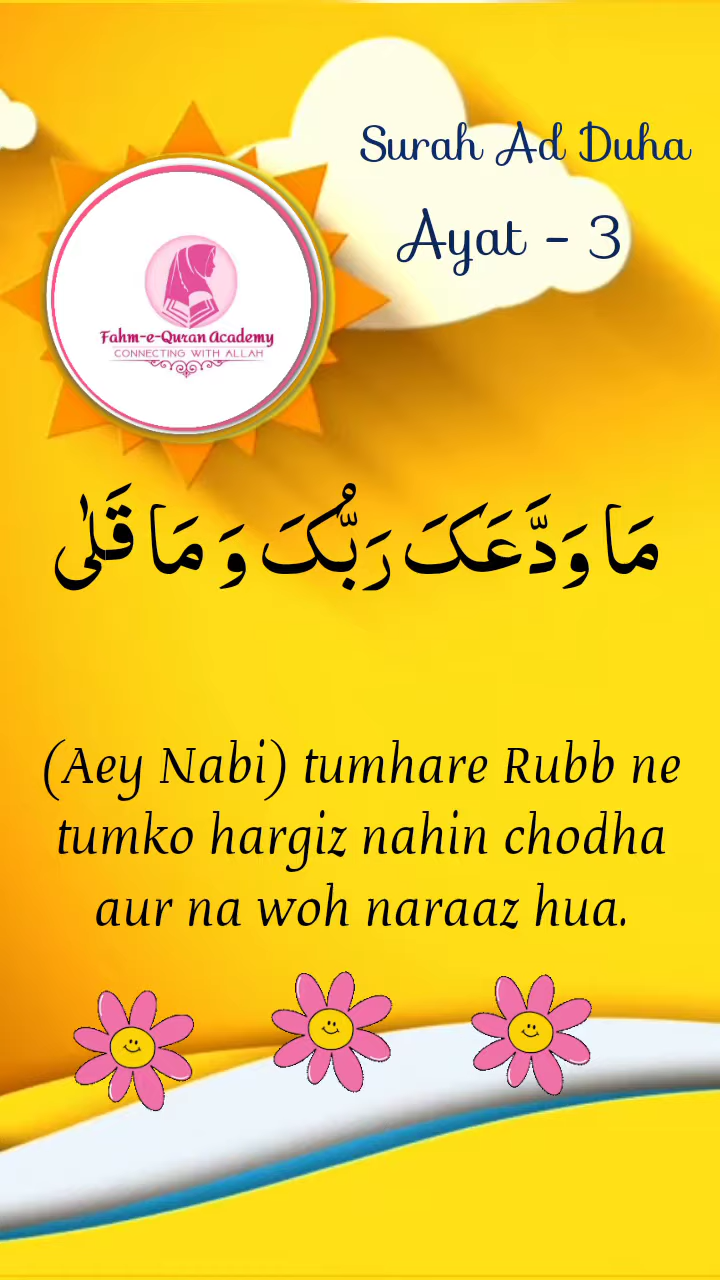 Surah Ad Duha
Ayat - 3
Fahm-e-Quran Academy
CONNECTING WITH ALLAH
مَا وَدَّعَکَ رَبُّکَ وَ مَا قَلٰی
(Aey Nabi) tumhare Rubb ne
tumko hargiz nahin chodha
aur na woh naraaz hua.